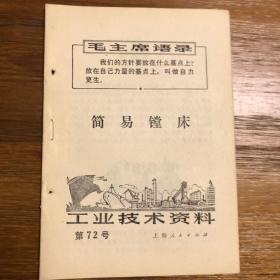 毛主席语录
我们的方针要放在什么基点上?
放在自己力量的基点上,叫做自力
更生。
简易镗床
工业技术资料
第72号
上海人民出版社